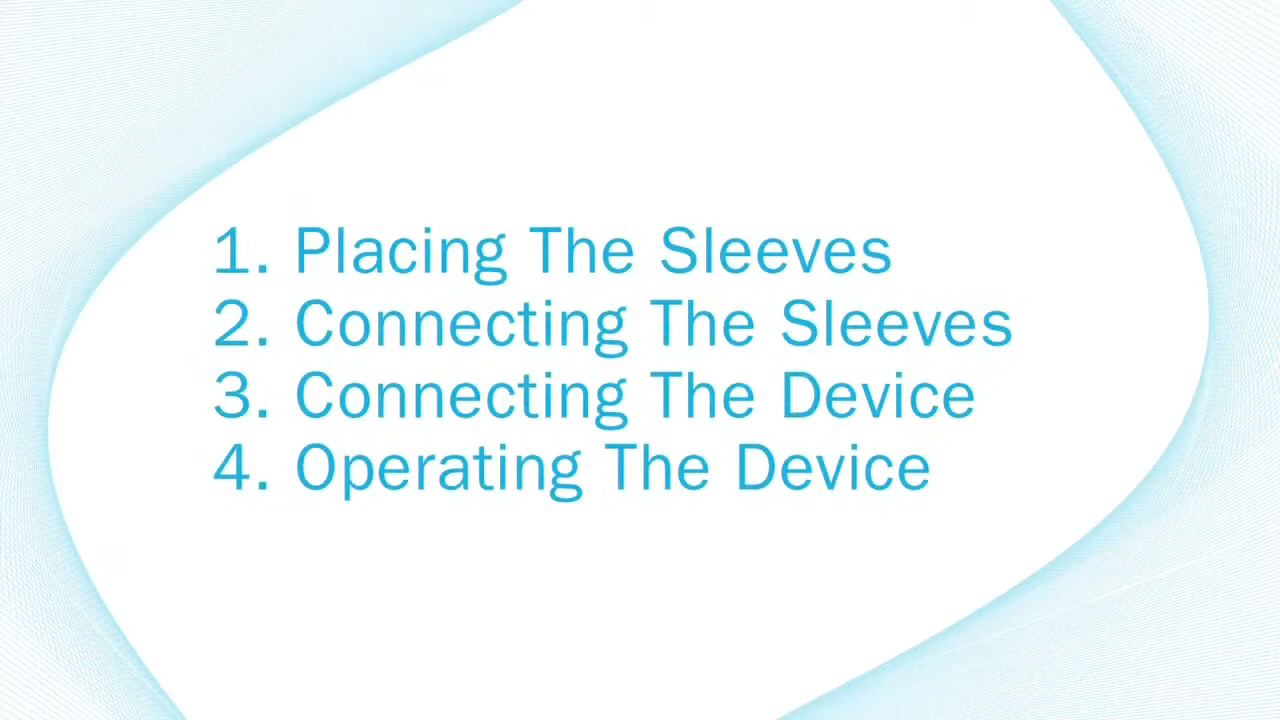 1. Placing The Sleeves
2. Connecting The Sleeves
3. Connecting The Device
4. Operating The Device